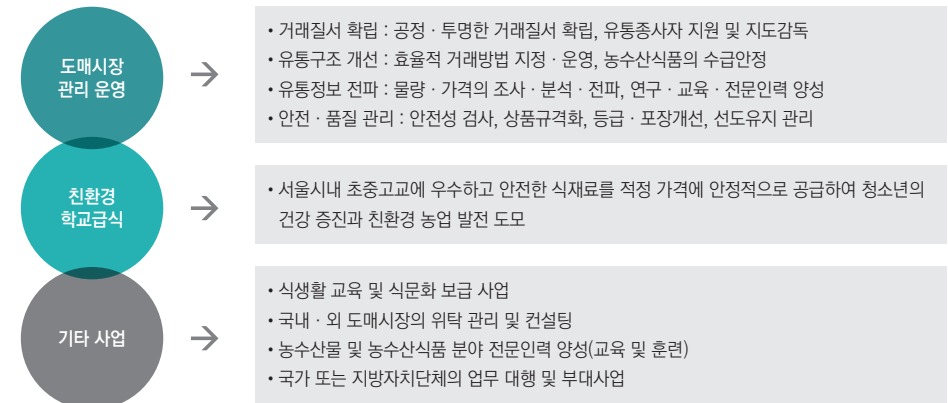 도매시장
관리 운영
• 거래질서 확립 : 공정 · 투명한 거래질서 확립, 유통종사자 지원 및 지도감독
• 유통구조 개선 : 효율적 거래방법 지정 · 운영, 농수산식품의 수급안정
• 유통정보 전파 : 물량 · 가격의 조사 · 분석 · 전파, 연구 · 교육 · 전문인력 양성
• 안전 · 품질 관리 : 안전성 검사, 상품규격화, 등급 · 포장개선, 선도유지 관리
친환경
학교급식
• 서울시내 초중고교에 우수하고 안전한 식재료를 적정 가격에 안정적으로 공급하여 청소년의
건강 증진과 친환경 농업 발전 도모
기타 사업
• 식생활 교육 및 식문화 보급 사업
• 국내 · 외 도매시장의 위탁 관리 및 컨설팅
• 농수산물 및 농수산식품 분야 전문인력 양성(교육 및 훈련)
• 국가 또는 지방자치단체의 업무 대행 및 부대사업